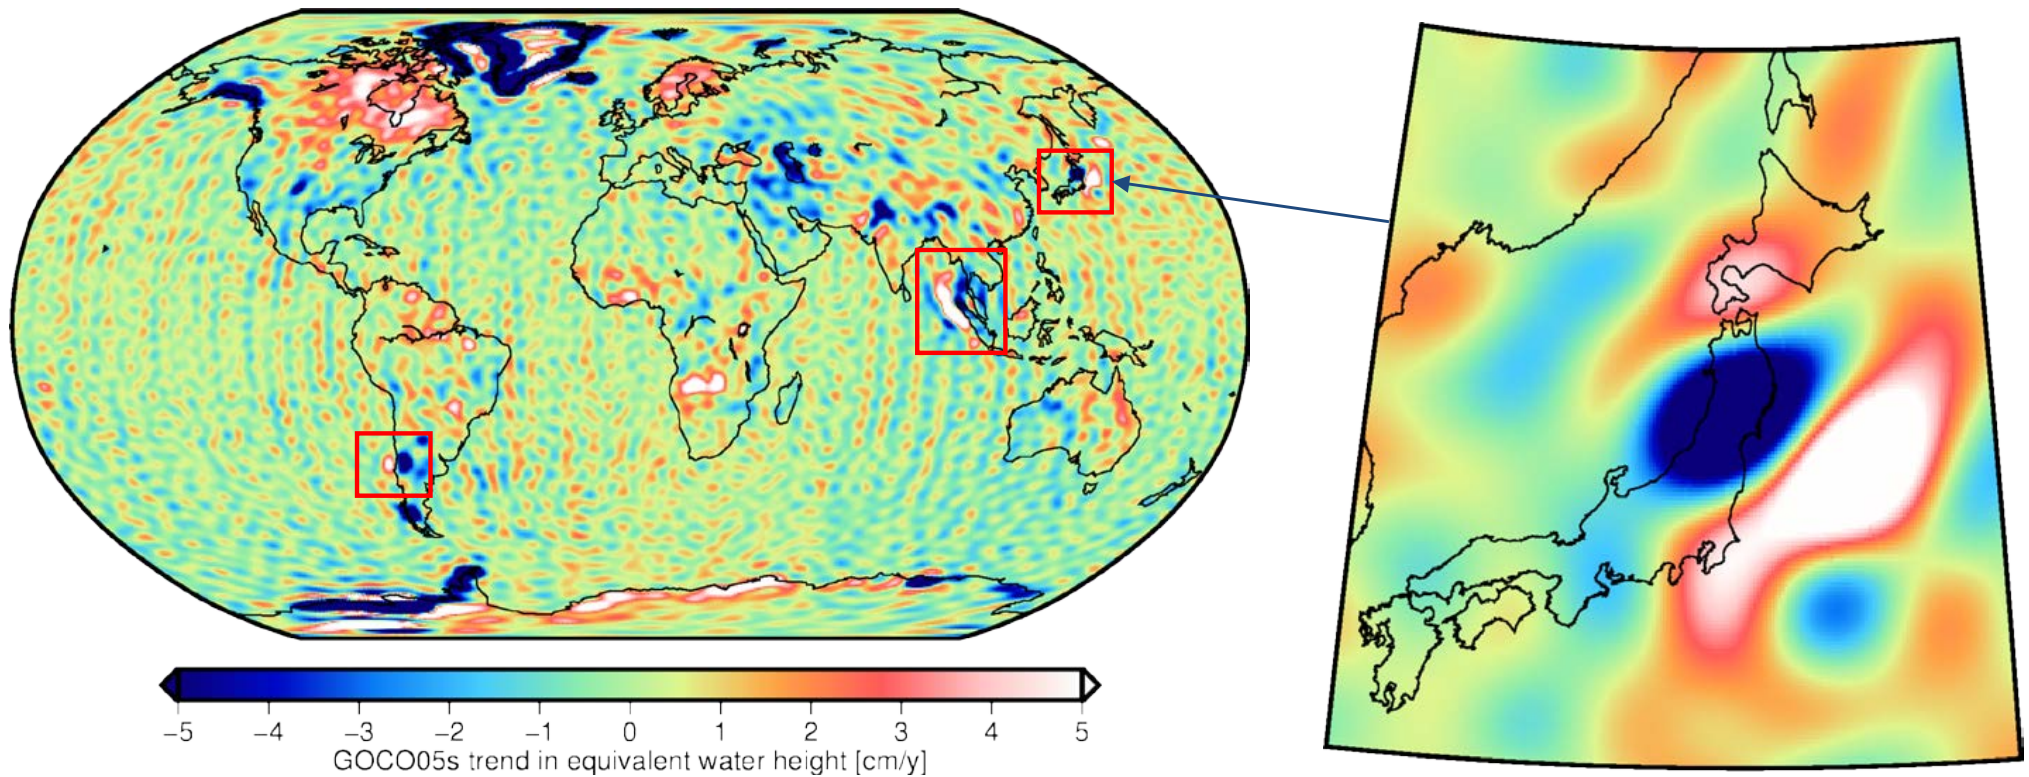 −5 −4 −3 −2 −1 0 1 2 3 4 5
GOCO05s trend in equivalent water height [cm/y]